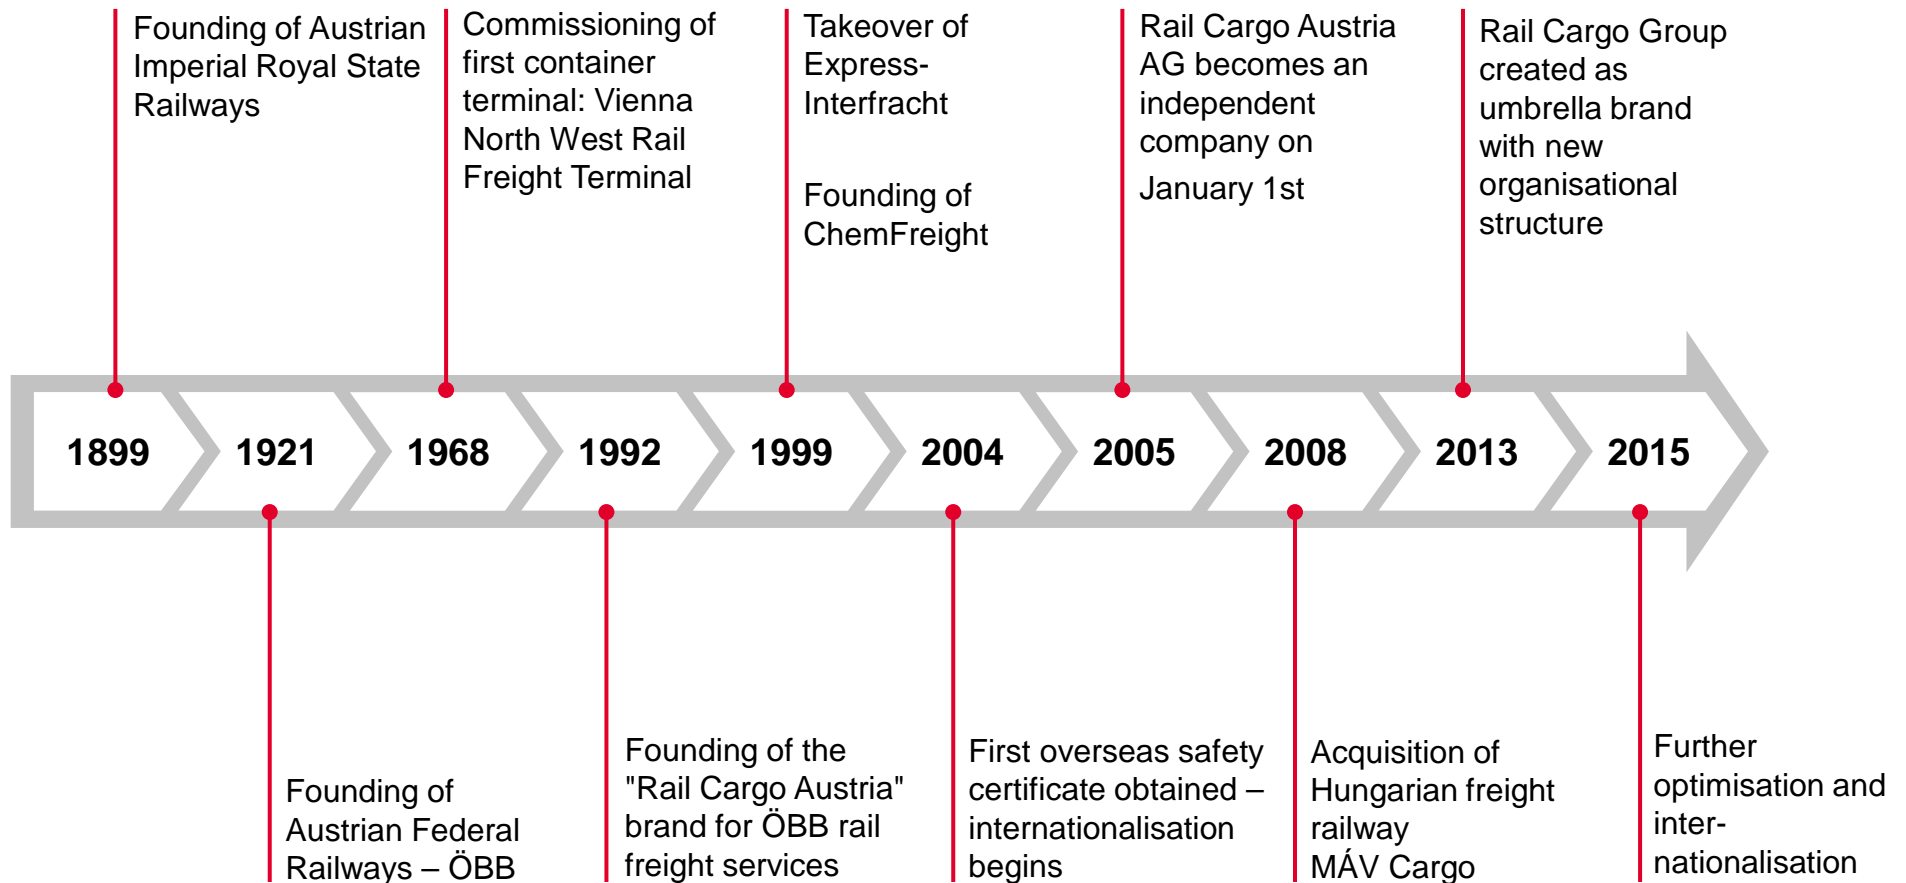 Founding of Austrian
Imperial Royal State
Railways
Commissioning of
first container
terminal: Vienna
North West Rail
Freight Terminal
Takeover of
Express-
Interfracht
Founding of
ChemFreight
Rail Cargo Austria
AG becomes an
independent
company on
January 1st
Rail Cargo Group
created as
umbrella brand
with new
organisational
structure
1899
1921
1968
1992
1999
2004
2005
2008
2013
2015
Founding of
Austrian Federal
Railways – ÖBB
Founding of the
"Rail Cargo Austria"
brand for ÖBB rail
freight services
First overseas safety
certificate obtained –
internationalisation
begins
Acquisition of
Hungarian freight
railway
MÁV Cargo
Further
optimisation and
inter-
nationalisation